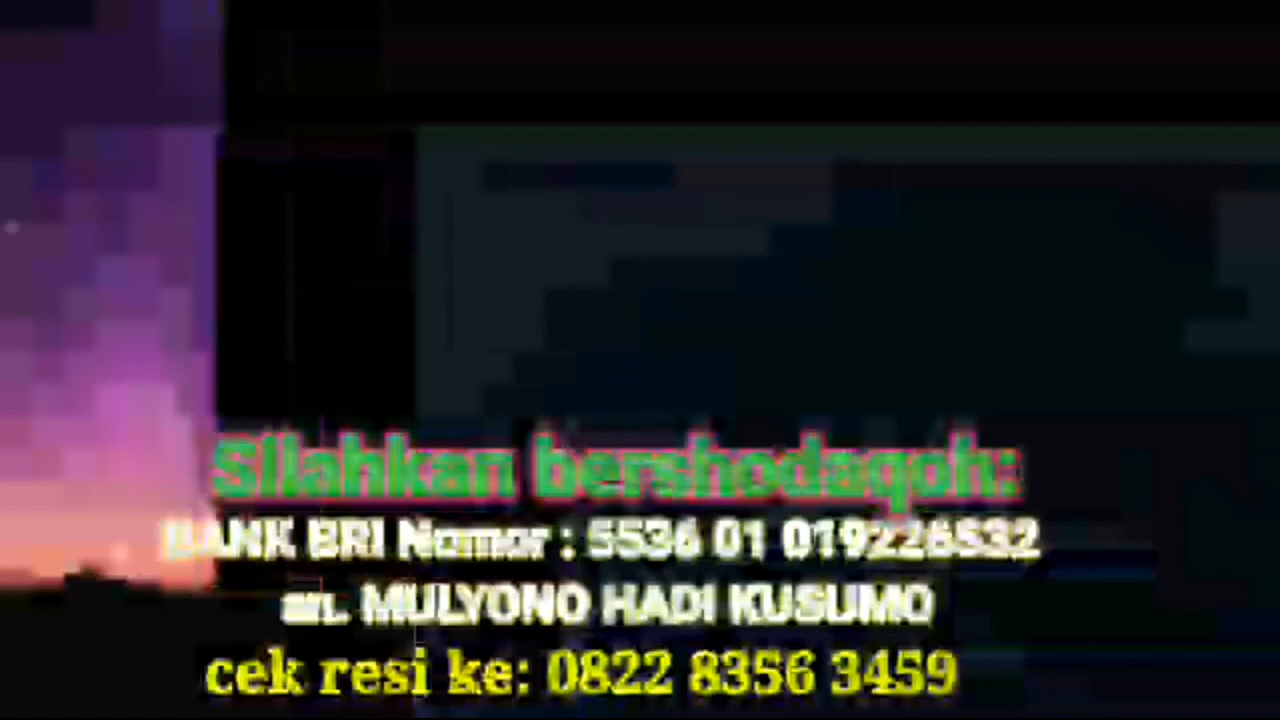 Silahkan bershodaqoh:
BANK BRI Nomor : 5536 01 019226532
an. MULYONO HADI KUSUMO
cek resi ke: 0822 8356 3459